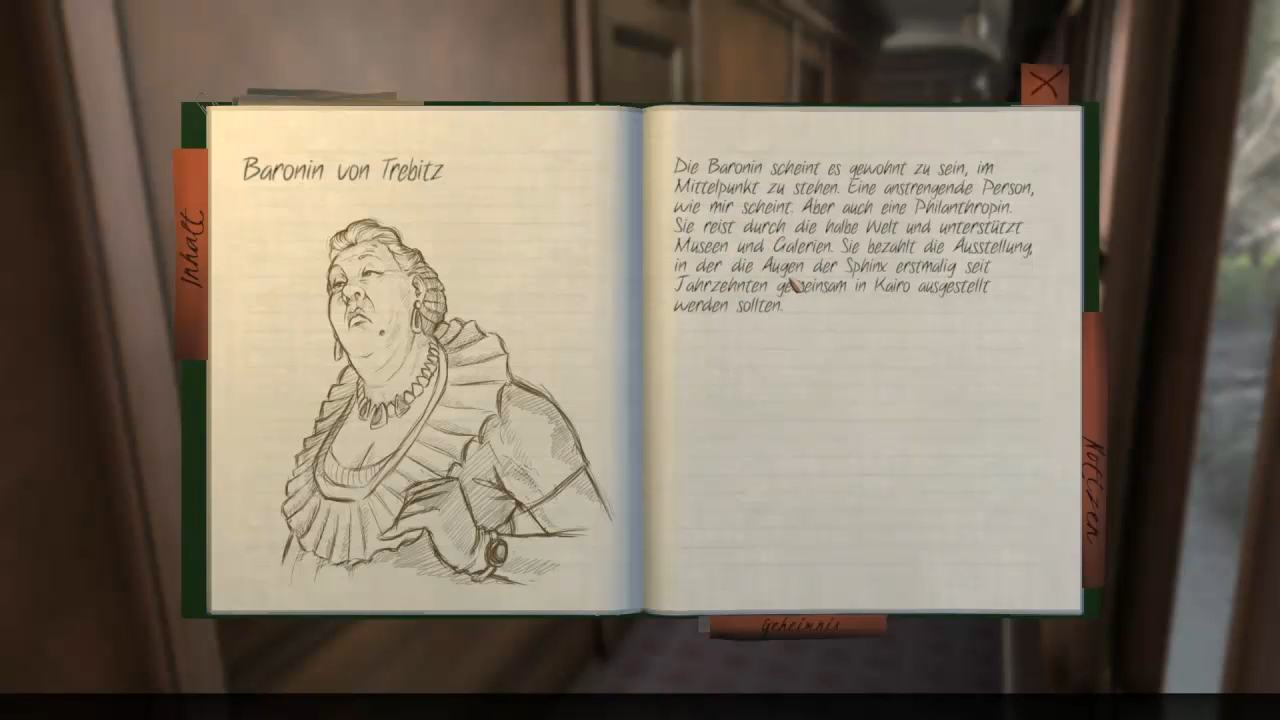 Baronin von Trebitz
Die Baronin scheint es gewohnt zu sein, im
Mittelpunkt zu stehen. Eine anstrengende Person,
wie mir scheint. Aber auch eine Philanthropin.
Sie reist durch die halbe Welt und unterstützt
Museen und Galerien. Sie bezahlt die Ausstellung,
in der die Augen der Sphinx erstmalig seit
Jahrzehnten gemeinsam in Kairo ausgestellt
werden sollten.
Inhalt
X
Notizen
Geheimnis